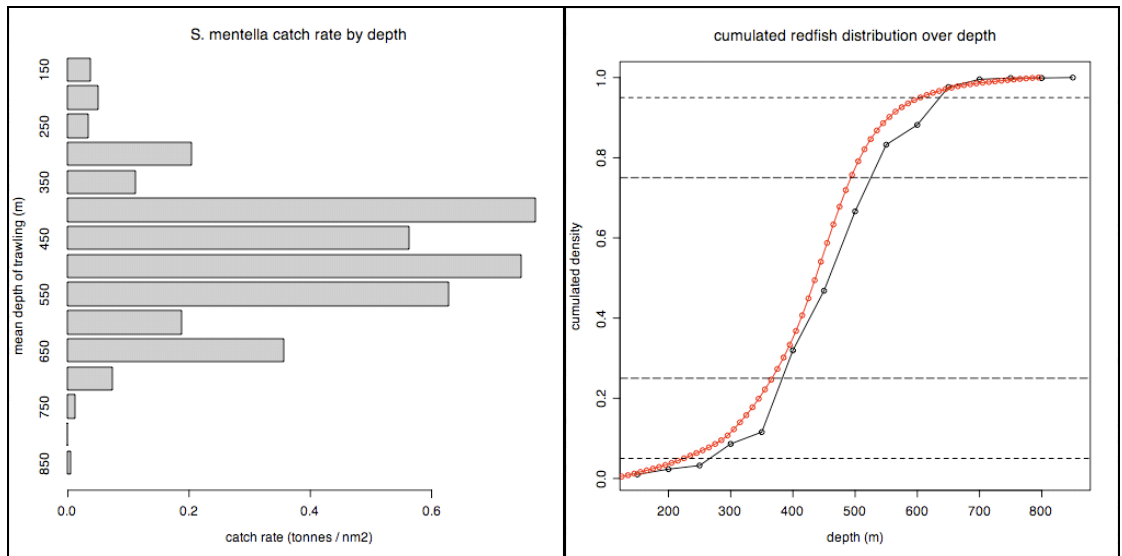 S. mentella catch rate by depth
mean depth of trawling (m)
150
250
350
450
550
650
750
850
0.0 0.2 0.4 0.6
catch rate (tonnes / nm2)
cumulated redfish distribution over depth
cumulated density
1.0
0.8
0.6
0.4
0.2
0.0
200 300 400 500 600 700 800
depth (m)